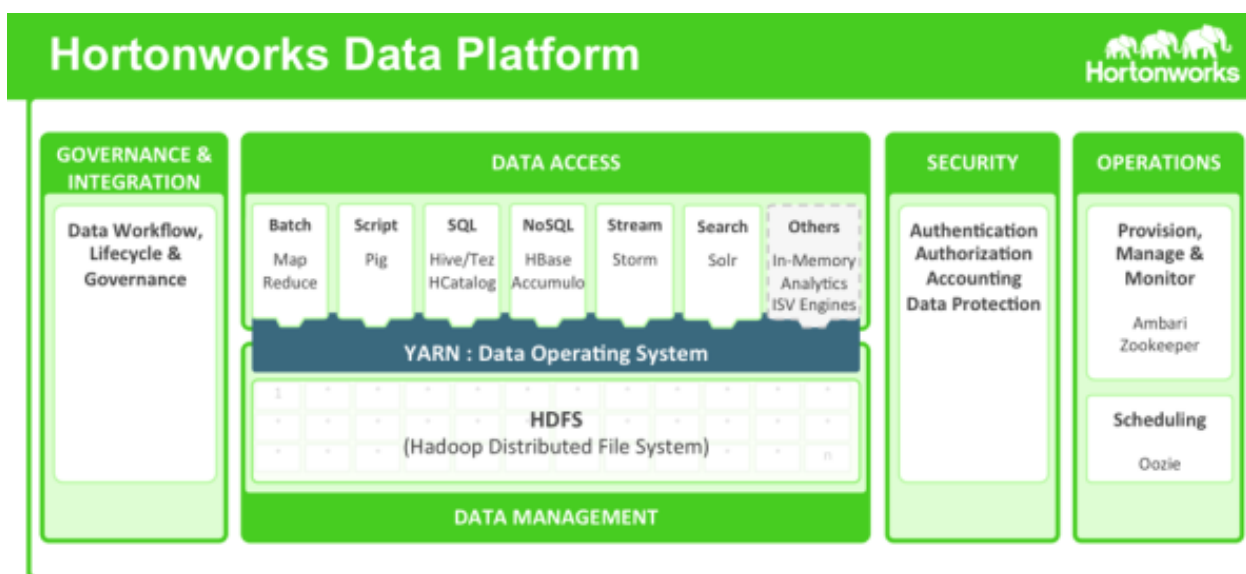 Hortonworks Data Platform
Hortonworks
GOVERNANCE &
INTEGRATION
Data Workflow,
Lifecycle &
Governance
DATA ACCESS
Batch
Map
Reduce
Script
Pig
SQL
Hive/Tez
HCatalog
NoSQL
HBase
Accumulo
Stream
Storm
Search
Solr
Others
In-Memory
Analytics
ISV Engines
YARN : Data Operating System
1
HDFS
(Hadoop Distributed File System)
n
DATA MANAGEMENT
SECURITY
Authentication
Authorization
Accounting
Data Protection
OPERATIONS
Provision,
Manage &
Monitor
Ambari
Zookeeper
Scheduling
Oozie